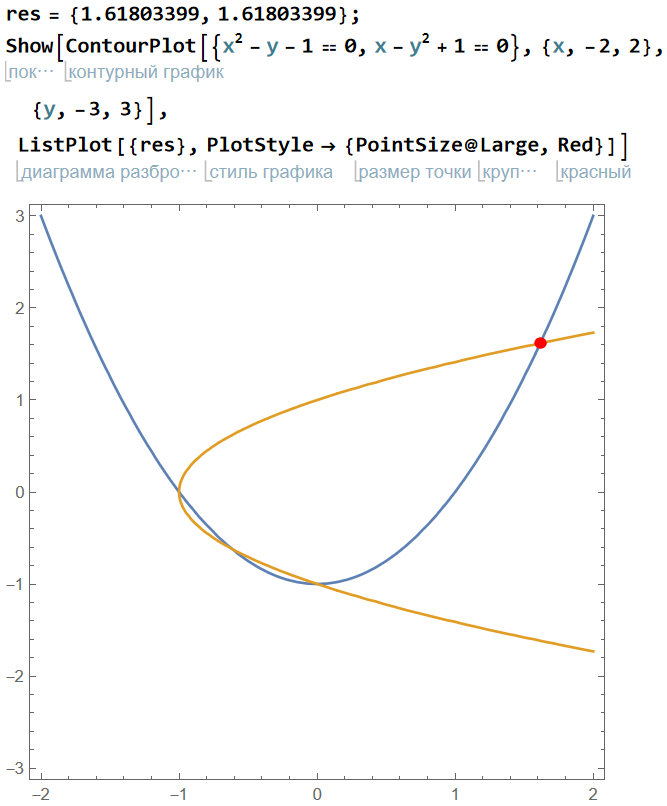 res = {1.61803399, 1.61803399};
Show[ContourPlot[{x² - y - 1 == 0, x - y² + 1 == 0}, {x, -2, 2},
пок… контурный график
{y, -3, 3}],
ListPlot[{res}, PlotStyle → {PointSize@Large, Red}]]
диаграмма разбро… стиль графика размер точки круп… красный
3
2
1
0
-1
-2
-3
-2 -1 0 1 2